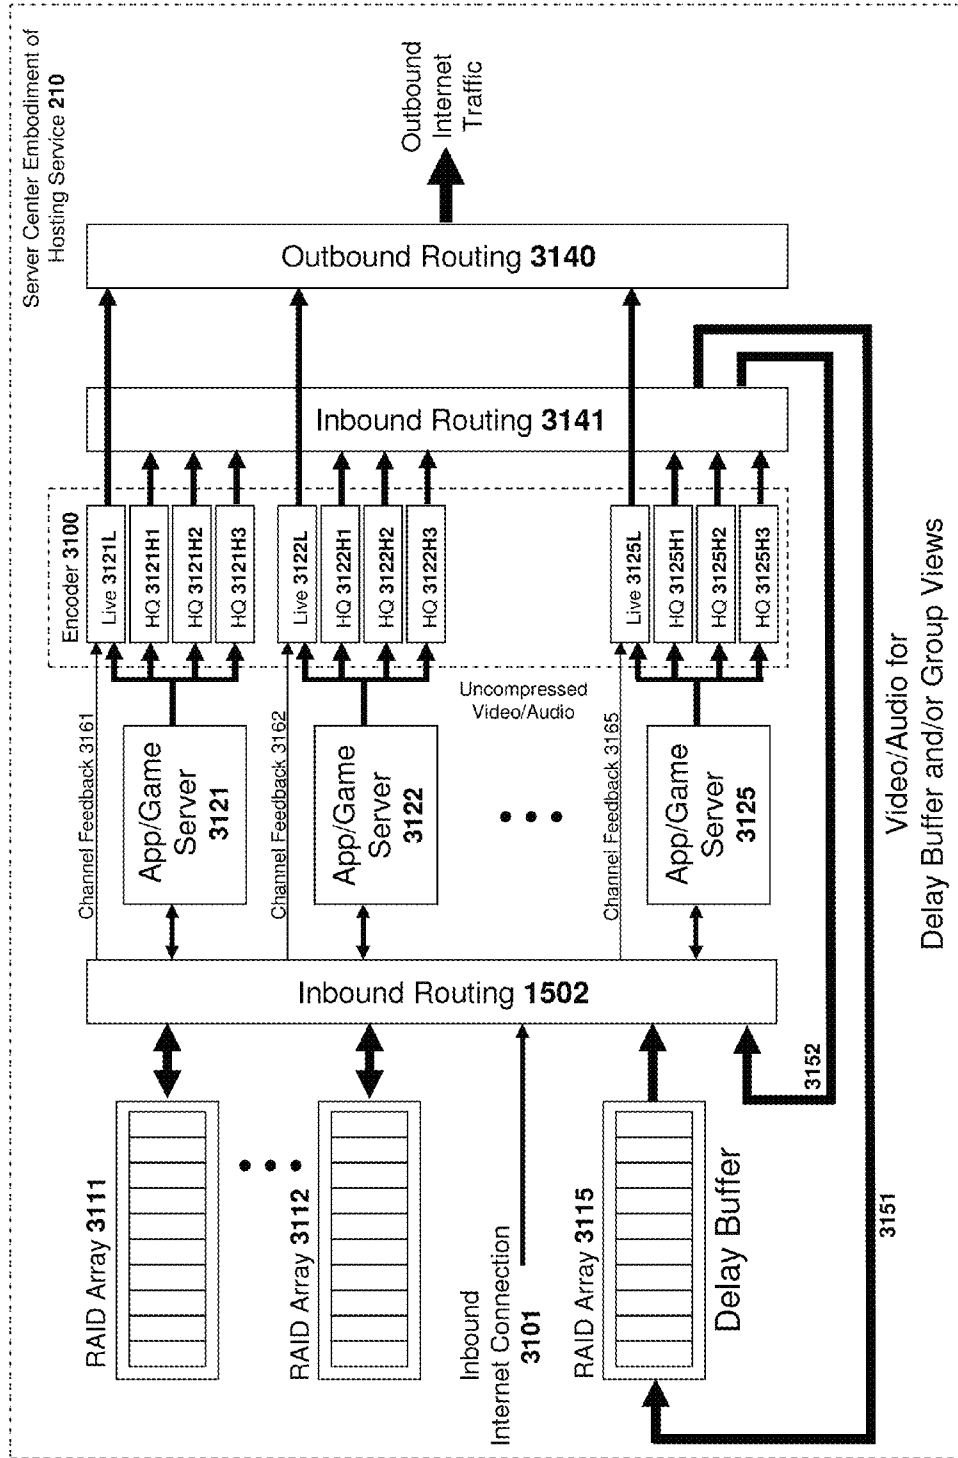 Server Center Embodiment of
Hosting Service 210
RAID Array 3111
RAID Array 3112
Inbound
Internet Connection
3101
RAID Array 3115
Delay Buffer
Inbound Routing 1502
Channel Feedback 3161
App/Game
Server
3121
Channel Feedback 3162
App/Game
Server
3122
Uncompressed
Video/Audio
Channel Feedback 3165
App/Game
Server
3125
Encoder 3100
Live 3121L
HQ 3121H1
HQ 3121H2
HQ 3121H3
Live 3122L
HQ 3122H1
HQ 3122H2
HQ 3122H3
Live 3125L
HQ 3125H1
HQ 3125H2
HQ 3125H3
Inbound Routing 3141
Outbound Routing 3140
Outbound
Internet
Traffic
3152
3151
Video/Audio for
Delay Buffer and/or Group Views